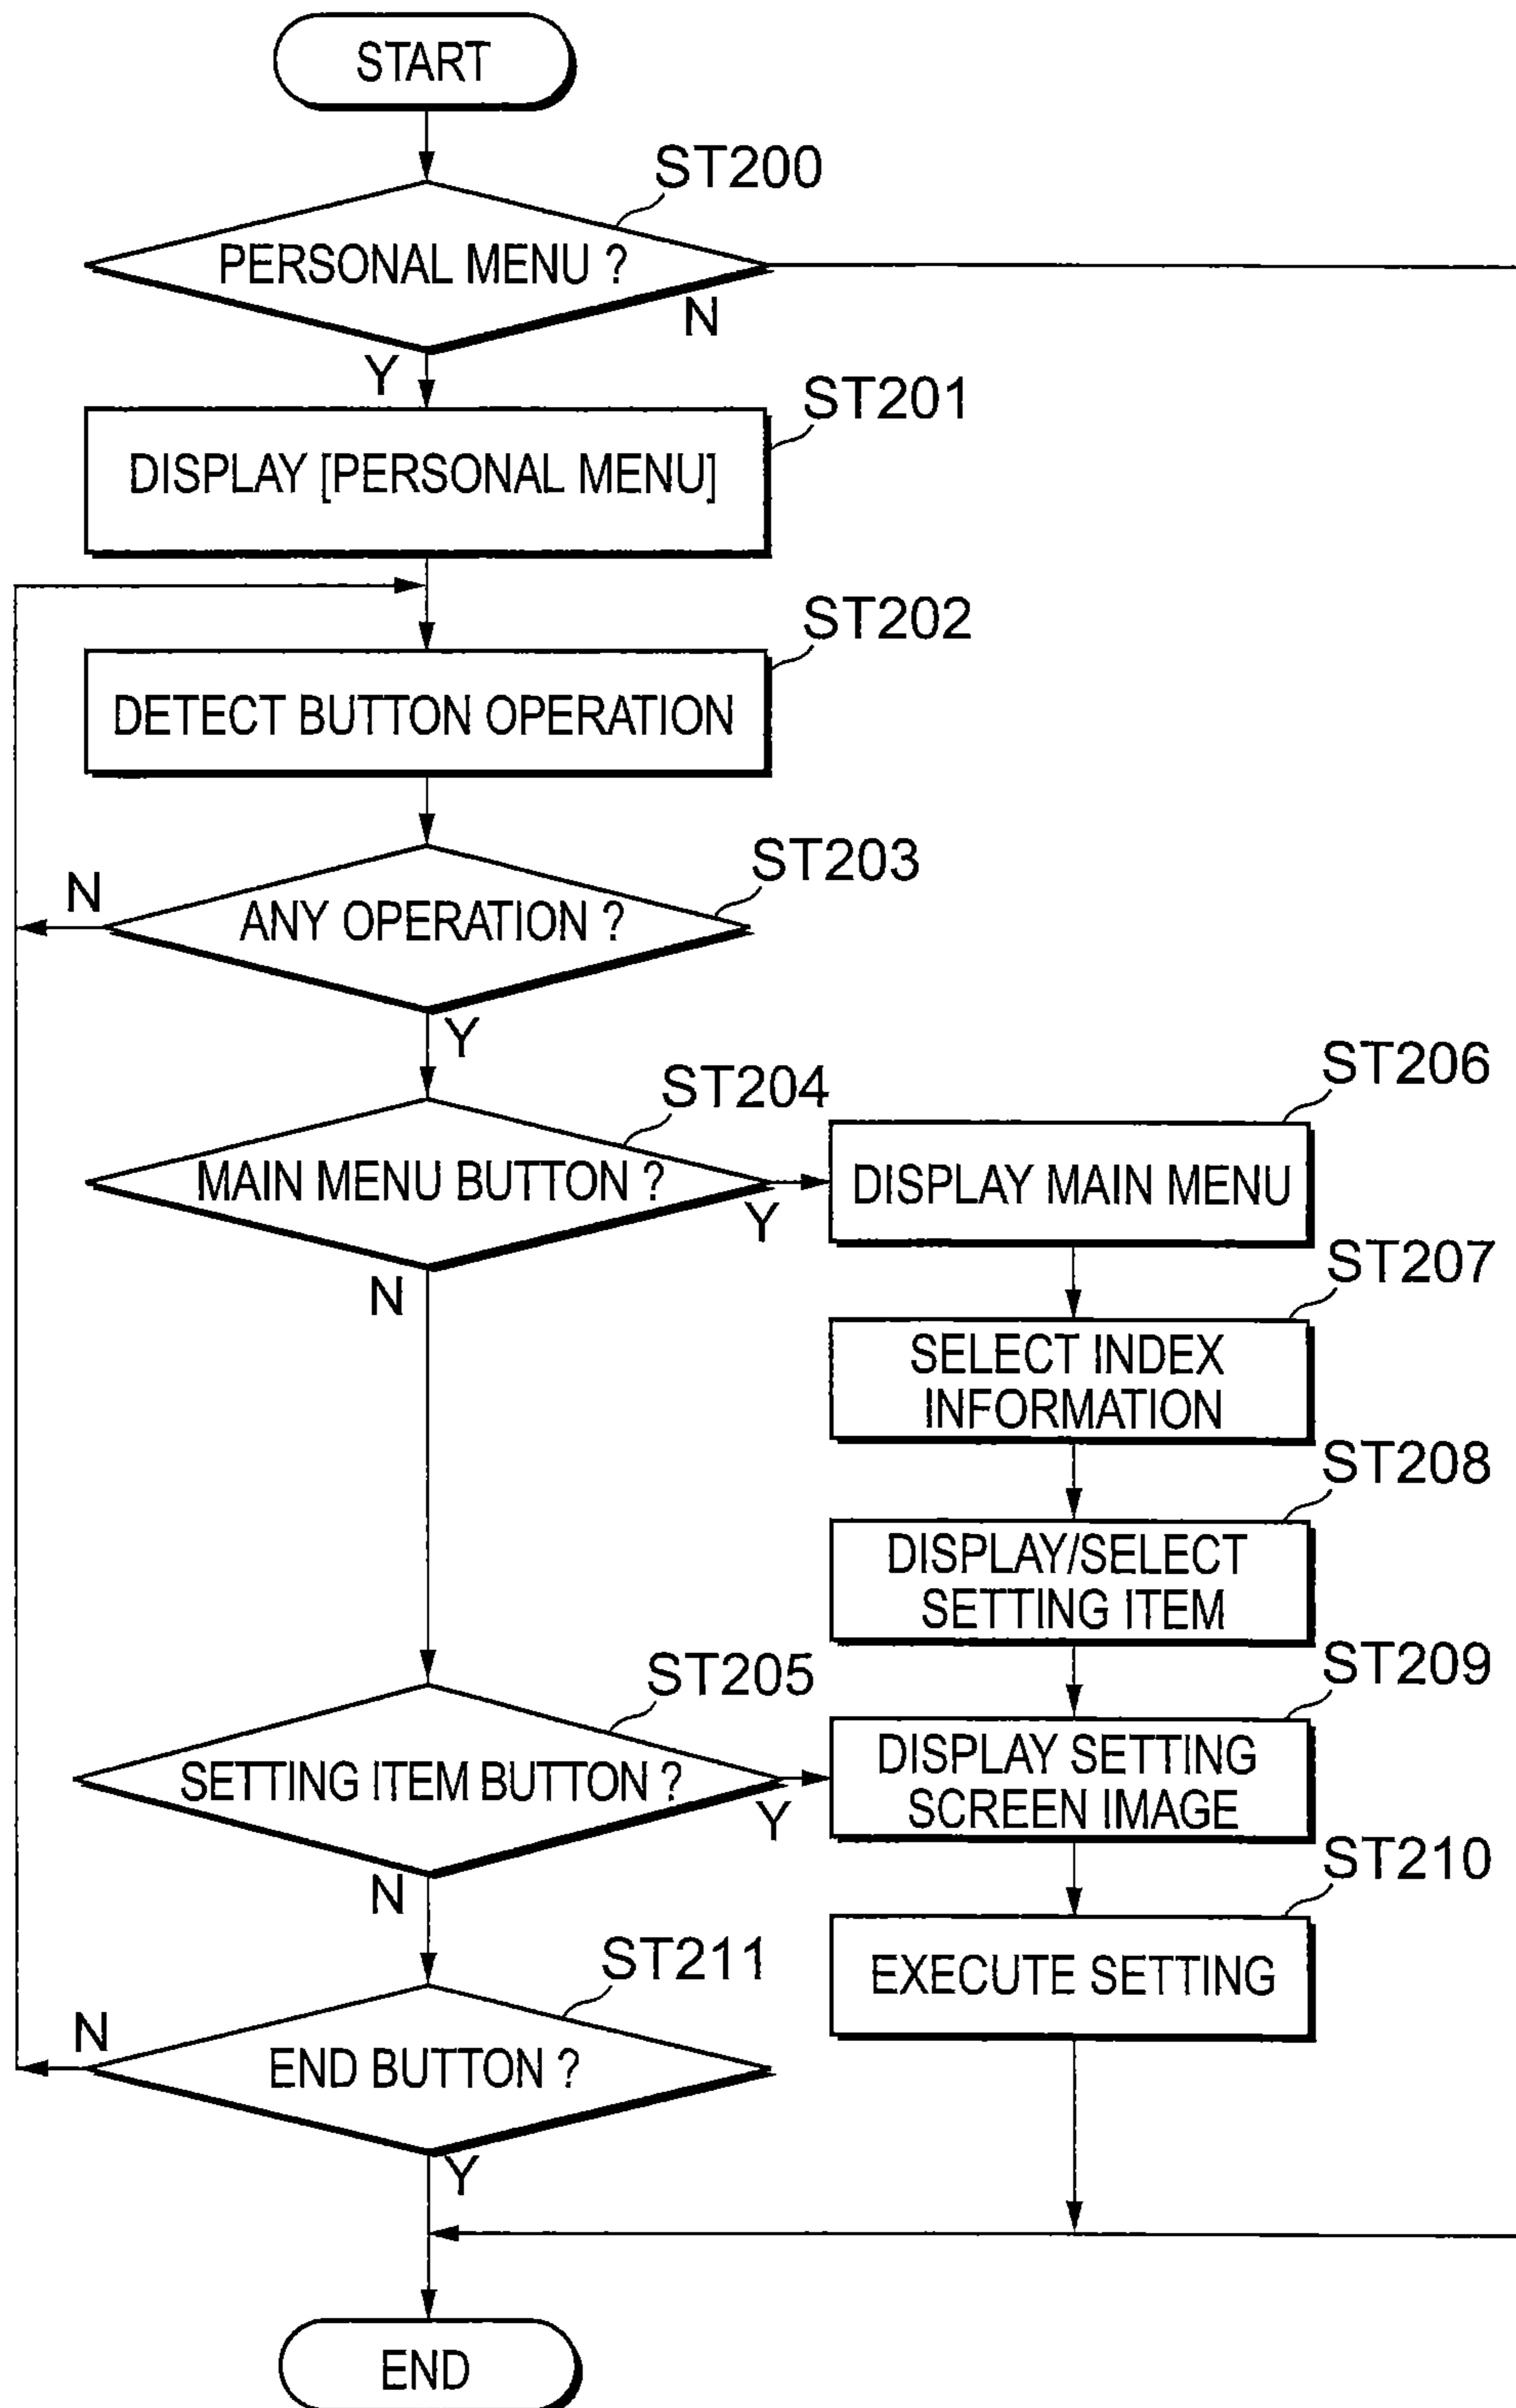 START
ST200
PERSONAL MENU ?
N
Y
ST201
DISPLAY [PERSONAL MENU]
ST202
DETECT BUTTON OPERATION
ST203
N
ANY OPERATION ?
Y
ST204
MAIN MENU BUTTON ?
Y
N
ST206
DISPLAY MAIN MENU
ST207
SELECT INDEX
INFORMATION
ST208
DISPLAY/SELECT
SETTING ITEM
ST205
SETTING ITEM BUTTON ?
Y
N
ST209
DISPLAY SETTING
SCREEN IMAGE
ST210
EXECUTE SETTING
ST211
N
END BUTTON ?
Y
END